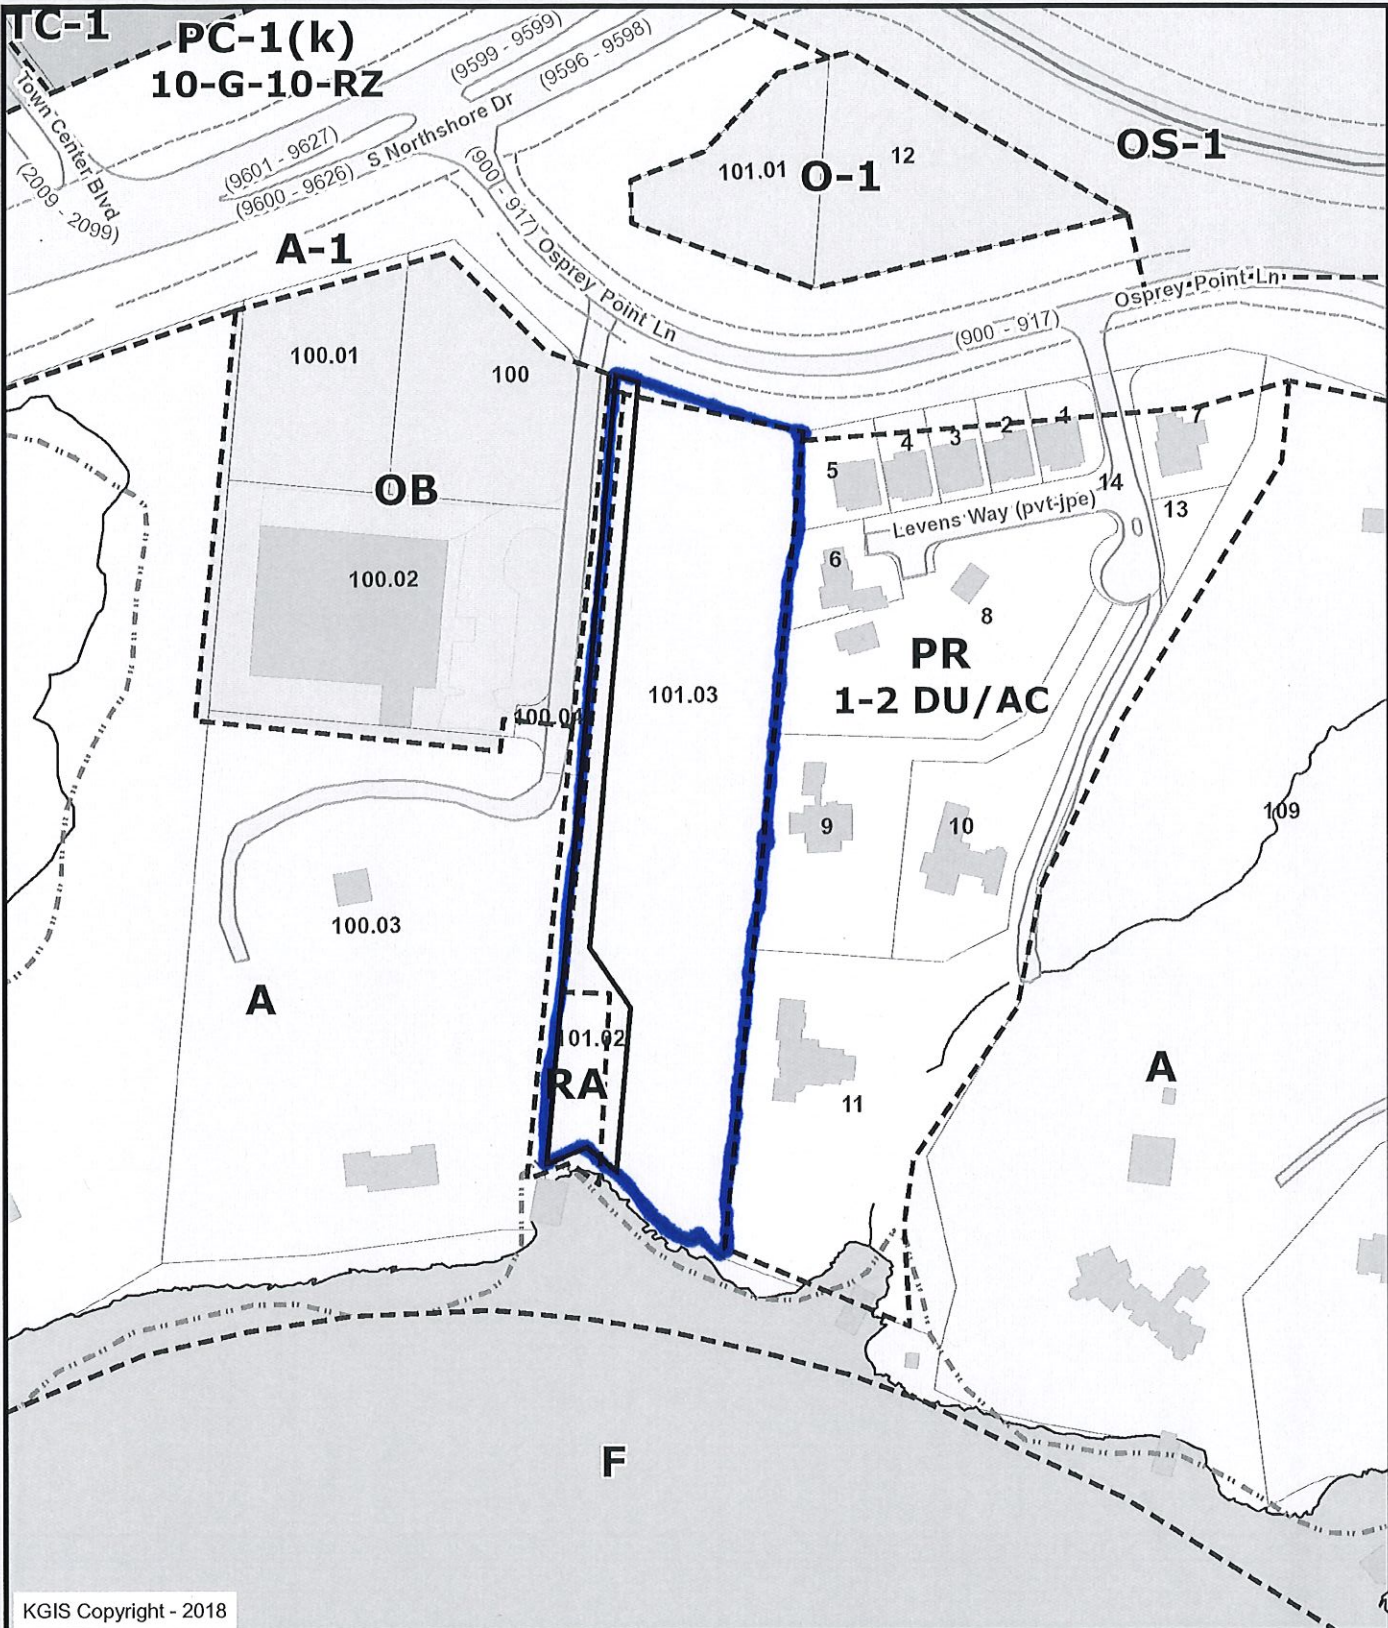 TC-1
PC-1(k)
10-G-10-RZ
(9599 - 9599)
(9596 - 9598)
Town Center Blvd
(2009 - 2099)
(9601 - 9627)
S Northshore Dr
(9600 - 9626)
(900 - 917)
Osprey Point Ln
101.01
O-1
12
OS-1
A-1
Osprey Point Ln
(900 - 917)
100.01
100
OB
100.02
100.04
101.03
1
2
3
4
5
7
14
13
Levens Way (pvt-jpe)
0
6
8
PR
1-2 DU/AC
9
10
109
100.03
A
101.02
RA
11
A
F
KGIS Copyright - 2018